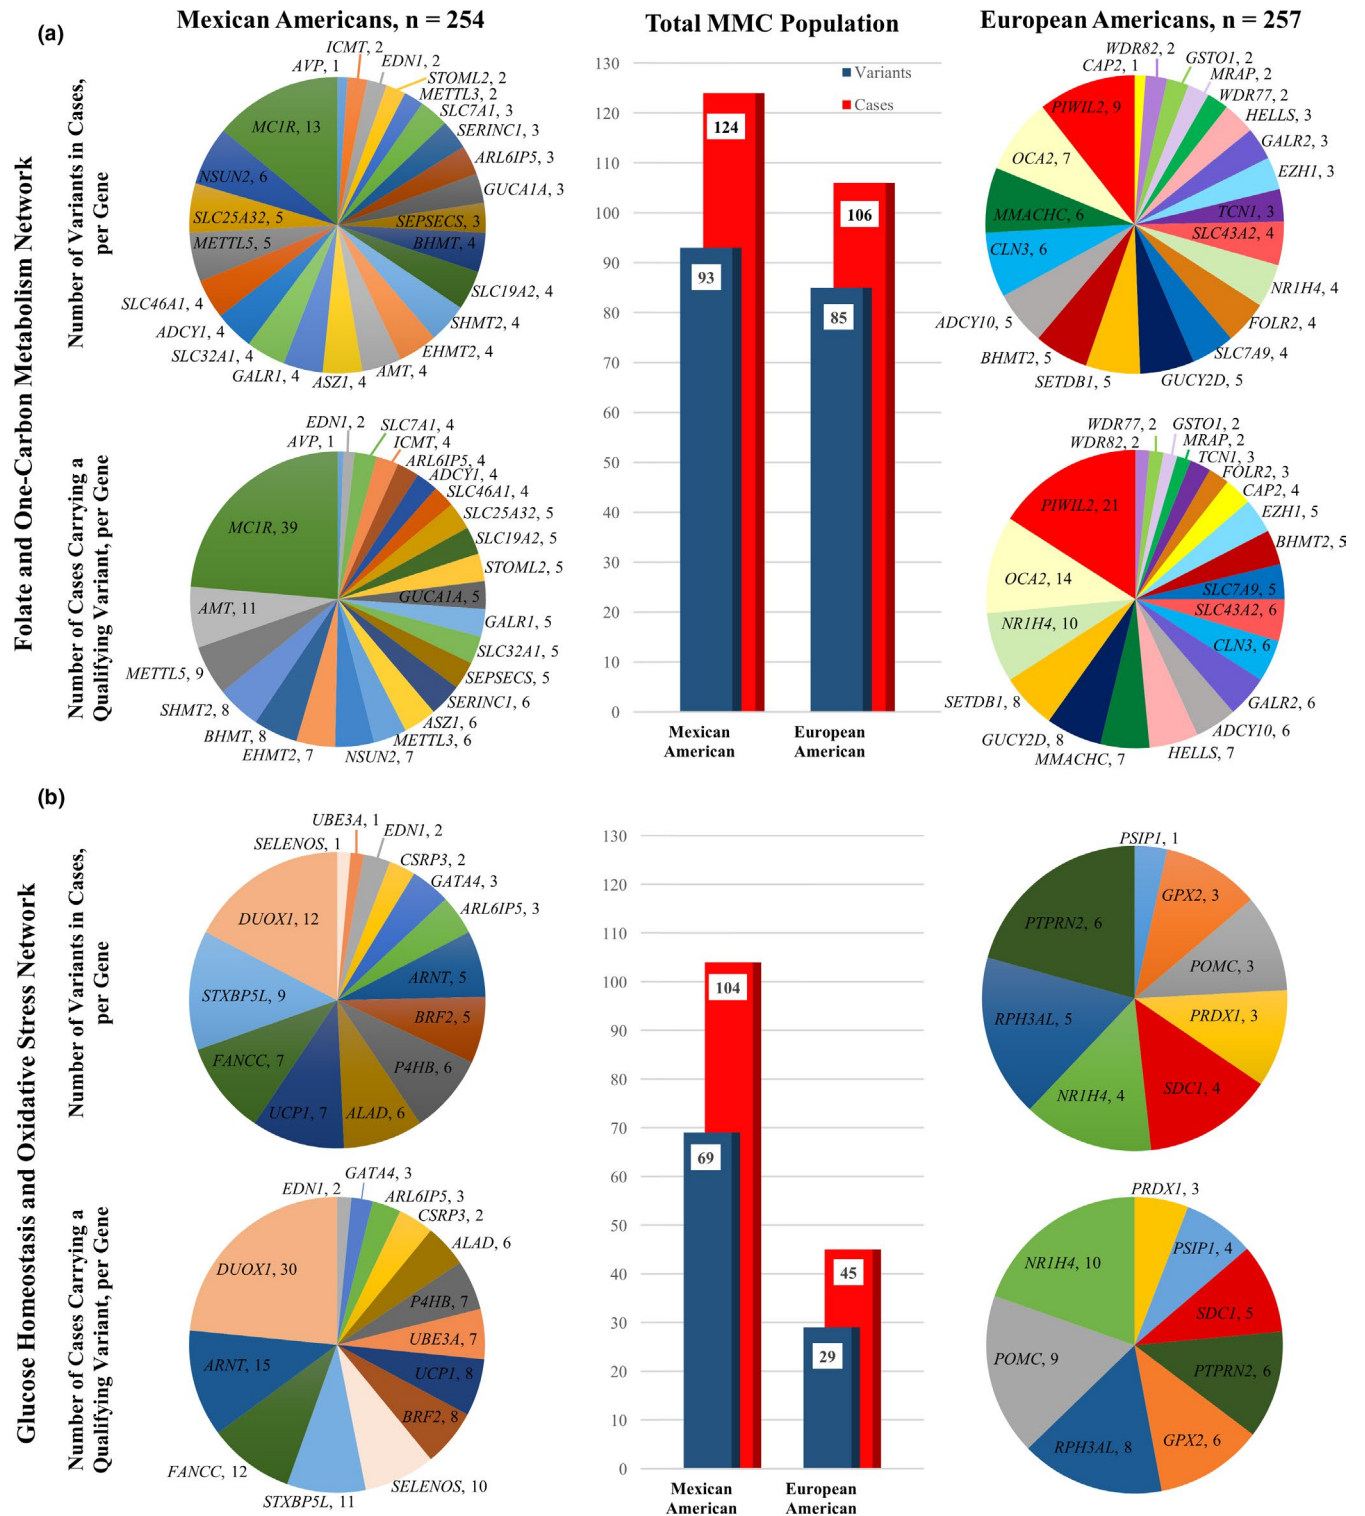 Mexican Americans, n = 254
Total MMC Population
European Americans, n = 257
(a)
Folate and One-Carbon Metabolism Network
Number of Variants in Cases,
per Gene
AVP, 1
ICMT, 2
EDN1, 2
STOML2, 2
METTL3, 2
SLC7A1, 3
SERINC1, 3
ARL6IP5, 3
GUCA1A, 3
SEPSECS, 3
BHMT, 4
SLC19A2, 4
SHMT2, 4
EHMT2, 4
AMT, 4
ASZ1, 4
GALR1, 4
SLC32A1, 4
ADCY1, 4
SLC46A1, 4
METTL5, 5
SLC25A32, 5
NSUN2, 6
MC1R, 13
Number of Cases Carrying a
Qualifying Variant, per Gene
AVP, 1
EDN1, 2
SLC7A1, 4
ICMT, 4
ARL6IP5, 4
ADCY1, 4
SLC46A1, 4
SLC25A32, 5
SLC19A2, 5
STOML2, 5
GUCA1A, 5
GALR1, 5
SLC32A1, 5
SEPSECS, 5
SERINC1, 6
ASZ1, 6
METTL3, 6
NSUN2, 7
EHMT2, 7
BHMT, 8
SHMT2, 8
METTL5, 9
AMT, 11
MC1R, 39
130
120
110
100
90
80
70
60
50
40
30
20
10
0
Variants
Cases
124
93
106
85
Mexican
American
European
American
CAP2, 1
WDR82, 2
GSTO1, 2
MRAP, 2
WDR77, 2
HELLS, 3
GALR2, 3
EZH1, 3
TCN1, 3
SLC43A2, 4
NR1H4, 4
FOLR2, 4
SLC7A9, 4
GUCY2D, 5
SETDB1, 5
BHMT2, 5
ADCY10, 5
CLN3, 6
MMACHC, 6
OCA2, 7
PIWIL2, 9
WDR82, 2
WDR77, 2
GSTO1, 2
MRAP, 2
TCN1, 3
FOLR2, 3
CAP2, 4
EZH1, 5
BHMT2, 5
SLC7A9, 5
SLC43A2, 6
CLN3, 6
GALR2, 6
ADCY10, 6
HELLS, 7
MMACHC, 7
GUCY2D, 8
SETDB1, 8
NR1H4, 10
OCA2, 14
PIWIL2, 21
(b)
Glucose Homeostasis and Oxidative Stress Network
Number of Variants in Cases,
per Gene
SELENOS, 1
UBE3A, 1
EDN1, 2
CSRP3, 2
GATA4, 3
ARL6IP5, 3
ARNT, 5
BRF2, 5
P4HB, 6
ALAD, 6
UCP1, 7
FANCC, 7
STXBP5L, 9
DUOX1, 12
Number of Cases Carrying a
Qualifying Variant, per Gene
EDN1, 2
GATA4, 3
ARL6IP5, 3
CSRP3, 2
ALAD, 6
P4HB, 7
UBE3A, 7
UCP1, 8
BRF2, 8
SELENOS, 10
STXBP5L, 11
FANCC, 12
ARNT, 15
DUOX1, 30
130
120
110
100
90
80
70
60
50
40
30
20
10
0
104
69
45
29
Mexican
American
European
American
PSIP1, 1
GPX2, 3
POMC, 3
PRDX1, 3
SDC1, 4
NR1H4, 4
RPH3AL, 5
PTPRN2, 6
PRDX1, 3
PSIP1, 4
SDC1, 5
PTPRN2, 6
GPX2, 6
RPH3AL, 8
POMC, 9
NR1H4, 10